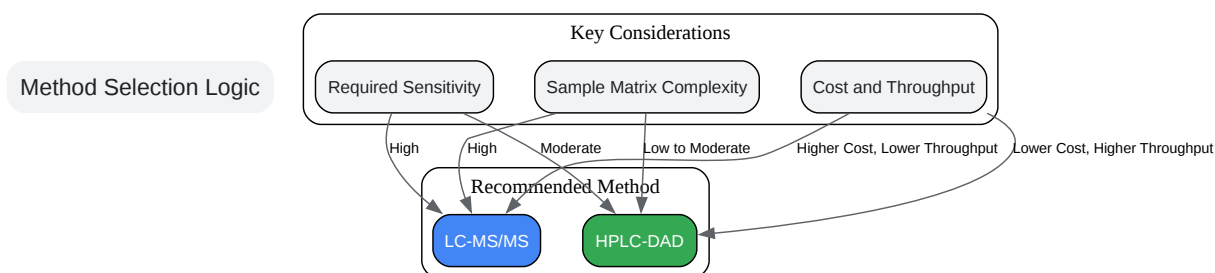 Key Considerations
Method Selection Logic
Required Sensitivity
Sample Matrix Complexity
Cost and Throughput
High
High
Moderate
Low to Moderate
Higher Cost, Lower Throughput
Lower Cost, Higher Throughput
Recommended Method
LC-MS/MS
HPLC-DAD